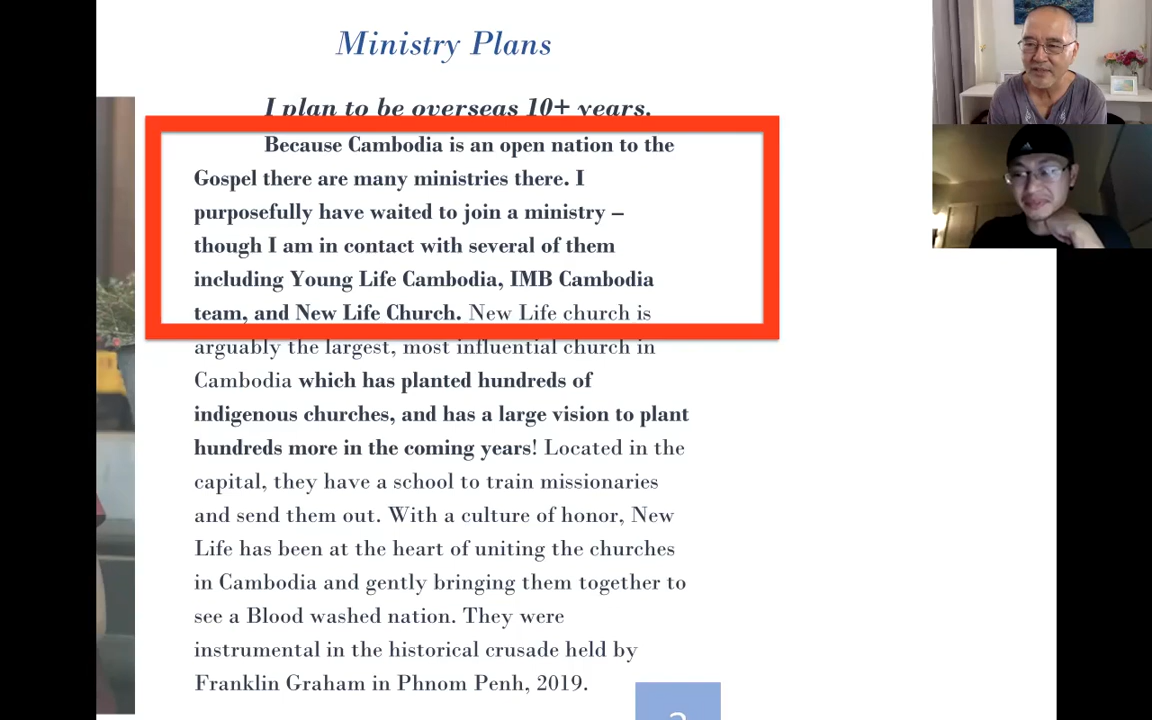 Ministry Plans
I plan to be overseas 10+ years.
Because Cambodia is an open nation to the
Gospel there are many ministries there. I
purposefully have waited to join a ministry –
though I am in contact with several of them
including Young Life Cambodia, IMB Cambodia
team, and New Life Church. New Life church is
arguably the largest, most influential church in
Cambodia which has planted hundreds of
indigenous churches, and has a large vision to plant
hundreds more in the coming years! Located in the
capital, they have a school to train missionaries
and send them out. With a culture of honor, New
Life has been at the heart of uniting the churches
in Cambodia and gently bringing them together to
see a Blood washed nation. They were
instrumental in the historical crusade held by
Franklin Graham in Phnom Penh, 2019.